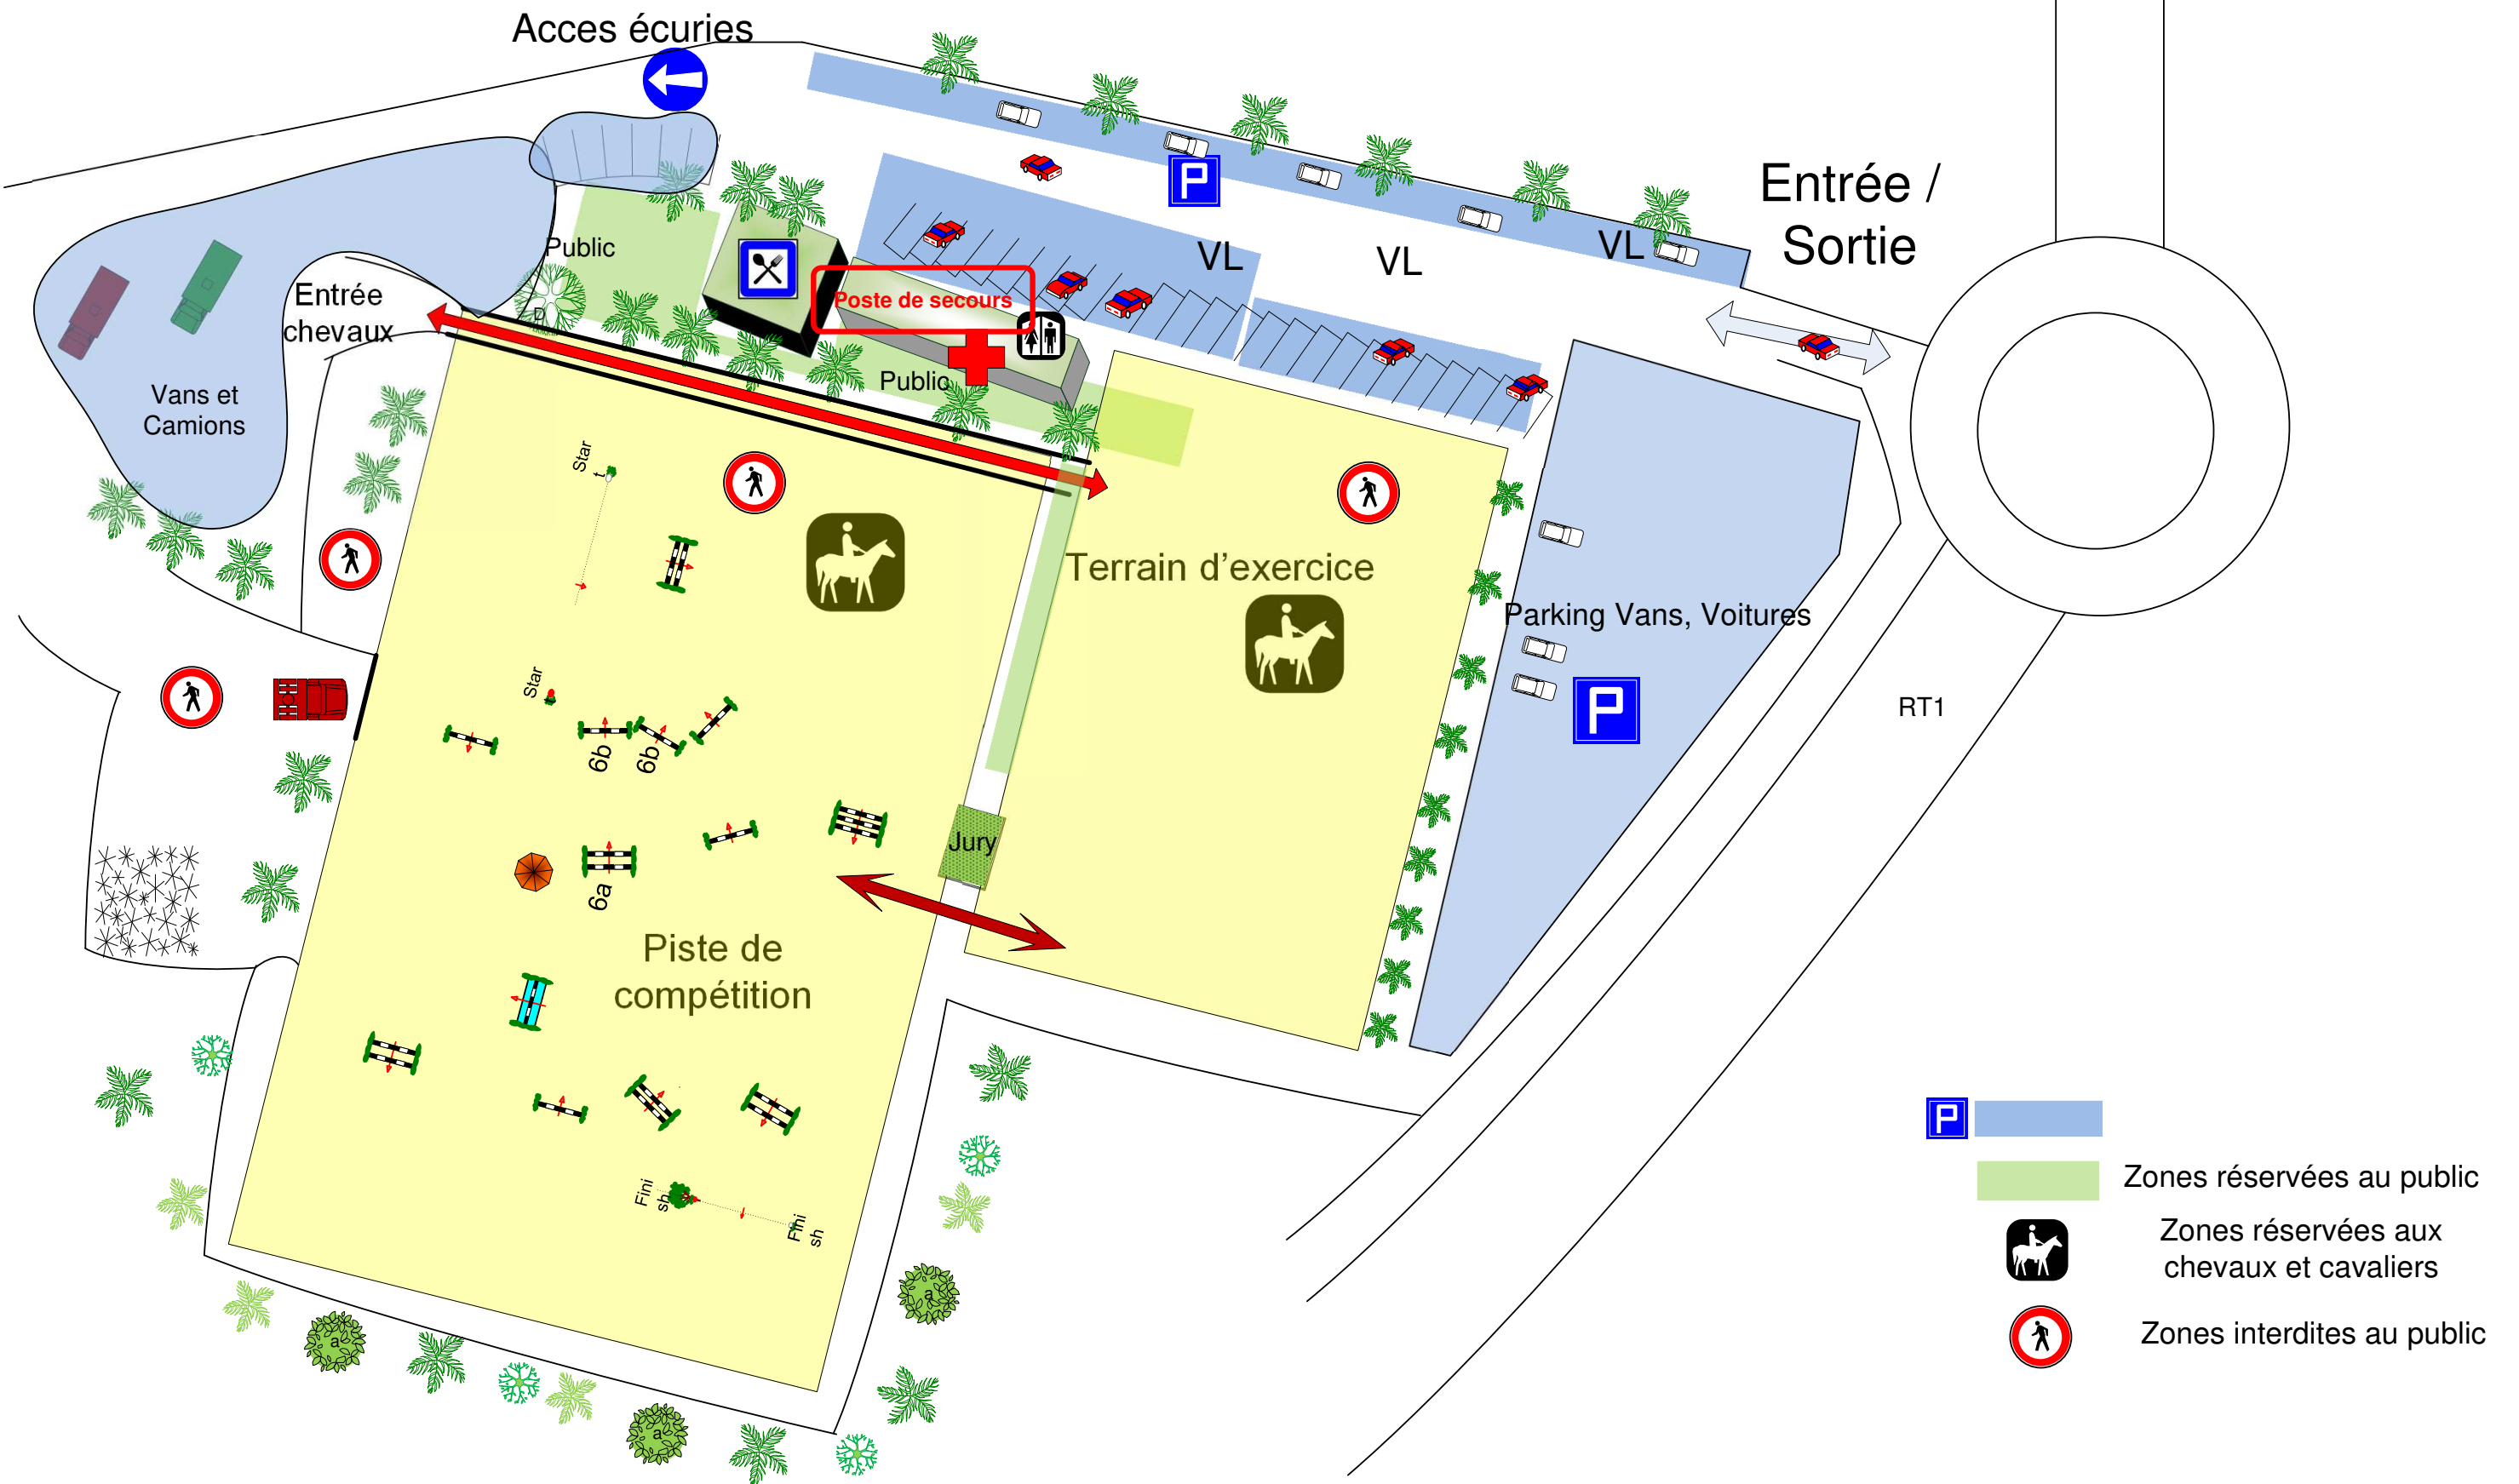 Acces écuries
Entrée /
Sortie
P
VL
VL
VL
Public
Poste de secours
Entrée
chevaux
D
Public
Vans et
Camions
Star
t
Terrain d'exercice
Parking Vans, Voitures
P
RT1
Star
6b
6b
Jury
6a
Piste de
compétition
P
Zones réservées au public
Zones réservées aux
chevaux et cavaliers
Zones interdites au public
Fini
sh
Fini
sh
a
a
a